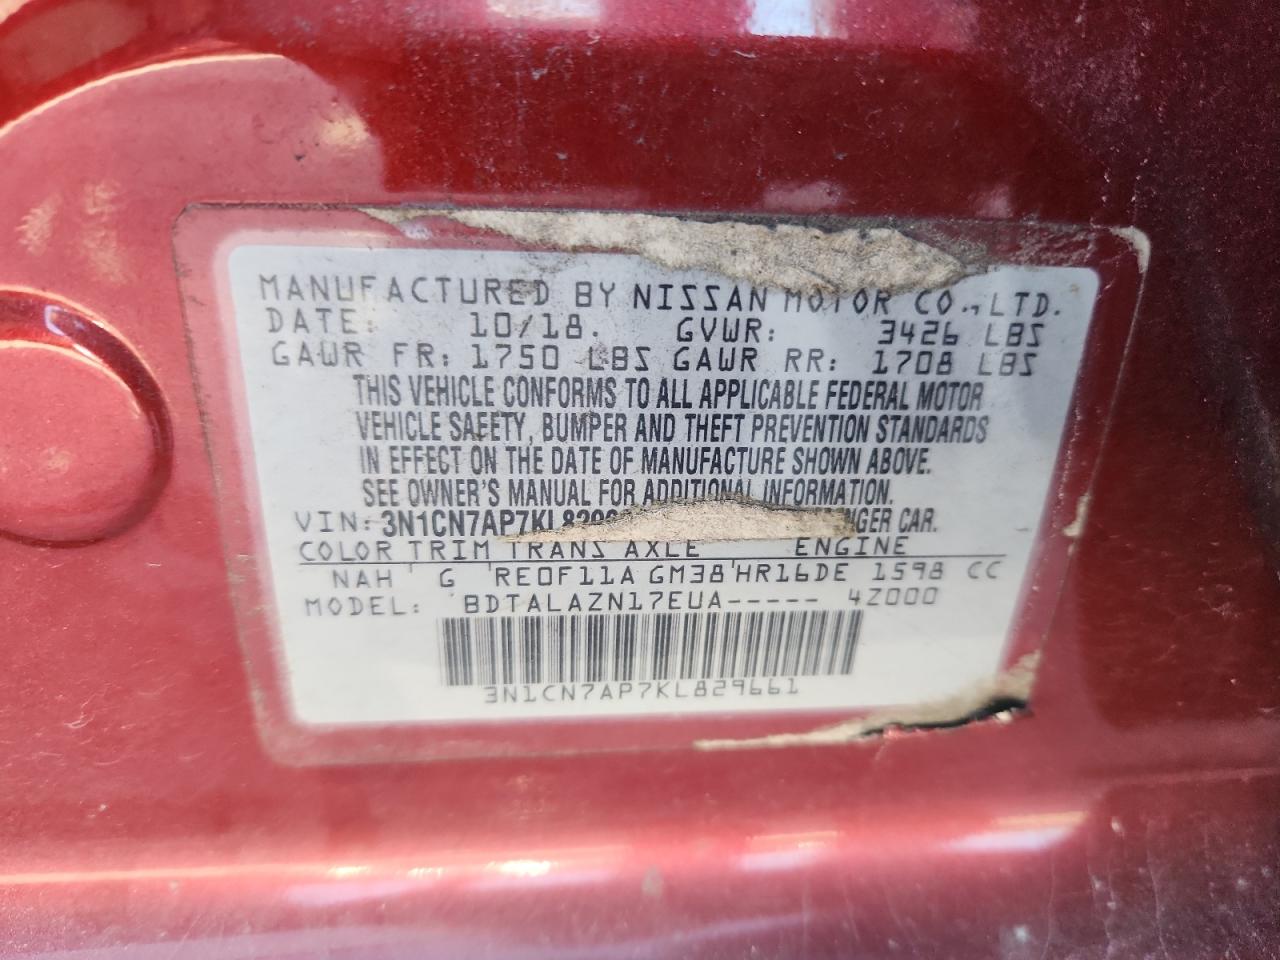 MANUFACTURED BY NISSAN MOTOR CO., LTD.
DATE: 10/18. GVWR: 3426 LBS
GAWR FR: 1750 LBS GAWR RR: 1708 LBS
THIS VEHICLE CONFORMS TO ALL APPLICABLE FEDERAL MOTOR
VEHICLE SAFETY, BUMPER AND THEFT PREVENTION STANDARDS
IN EFFECT ON THE DATE OF MANUFACTURE SHOWN ABOVE.
SEE OWNER'S MANUAL FOR ADDITIONAL INFORMATION.
VIN: CAR.
COLOR TRIM TRANS AXLE ENGINE
NAH G RE0F11A GM38 HR16DE 1598 CC
MODEL: BDTALAZN17EUA----- 4Z000
3N1CN7AP7KL829661